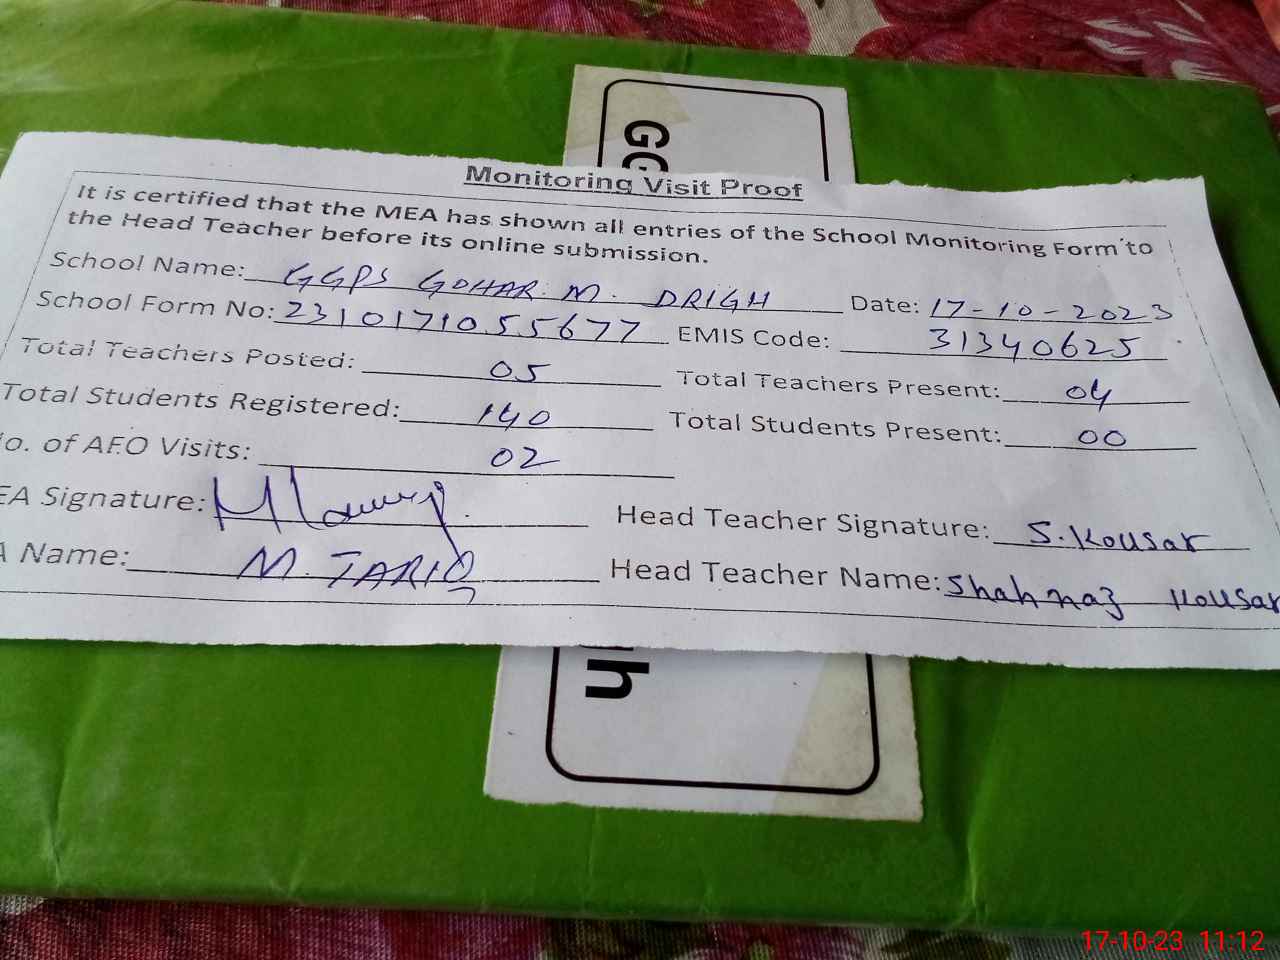 GG
Monitoring Visit Proof
It is certified that the MEA has shown all entries of the School Monitoring Form to
the Head Teacher before its online submission.
School Name: GGPS GOHAR. M. DRIGH Date: 17-10-2023
School Form No: 2310171055677 EMIS Code: 31340625
Total Teachers Posted: 05 Total Teachers Present: 04
Total Students Registered: 140 Total Students Present: 00
o. of AEO Visits: 02
EA Signature: Head Teacher Signature: S. Kousar
A Name: M. TARIQ Head Teacher Name: Shahnaz Kousar
gh
17-10-23 11:12